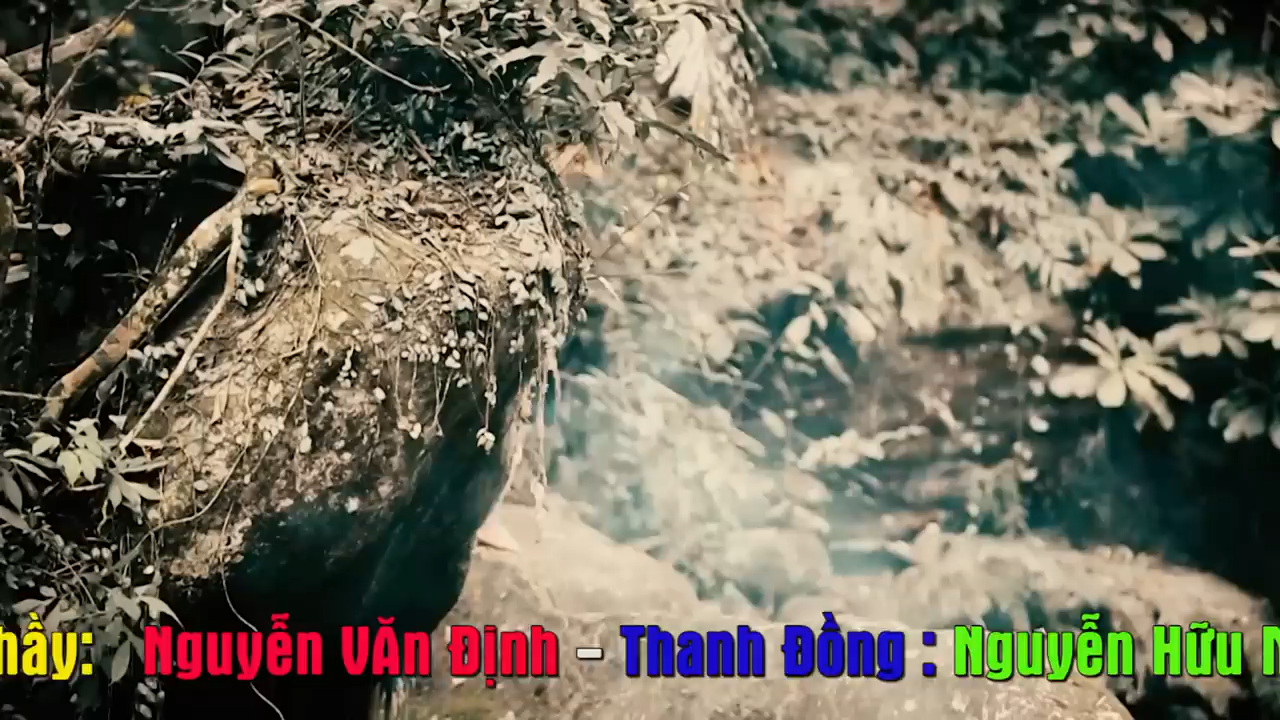 hầy: Nguyễn VĂn Định – Thanh Đồng : Nguyễn Hữu